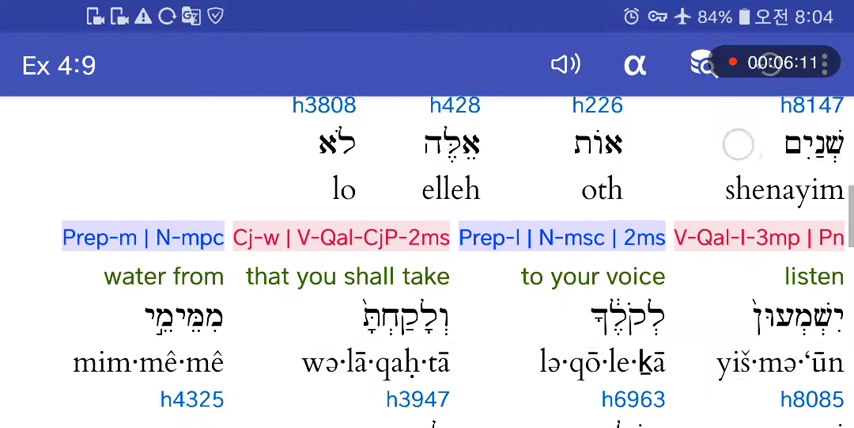 84% 오전 8:04
Ex 4:9 α 00:06:11
h3808 h428 h226 h8147
לֹא אֵלֶּה אוֹת שְׁנַיִם
lo elleh oth shenayim
Prep-m | N-mpc Cj-w | V-Qal-CjP-2ms Prep-l | N-msc | 2ms V-Qal-I-3mp | Pn
water from that you shall take to your voice listen
מִמֵּימֵ֣י וְלָקַחְתָּ֙ לְקֹלֶ֔ךָ יִשְׁמְעוּן֙
mim·mê·mê wə·lā·qaḥ·tā lə·qō·le·ḵā yiš·mə·‘ūn
h4325 h3947 h6963 h8085